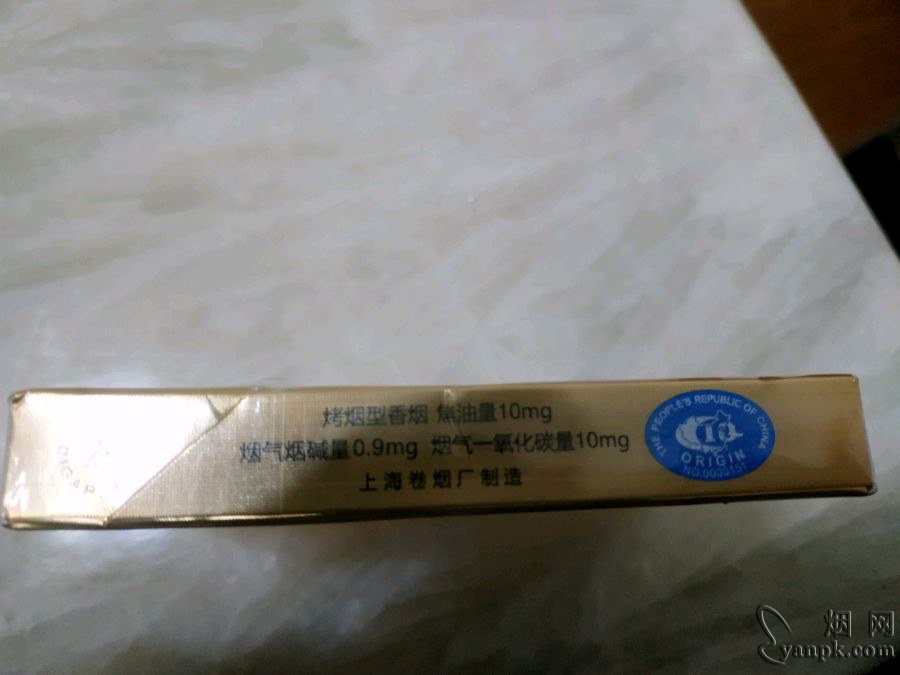 烤烟型香烟 焦油量10mg
烟气烟碱量0.9mg 烟气一氧化碳量10mg
上海卷烟厂制造
THE PEOPLE'S REPUBLIC OF CHINA
ORIGIN
NO.0000151
烟网
yanpk.com